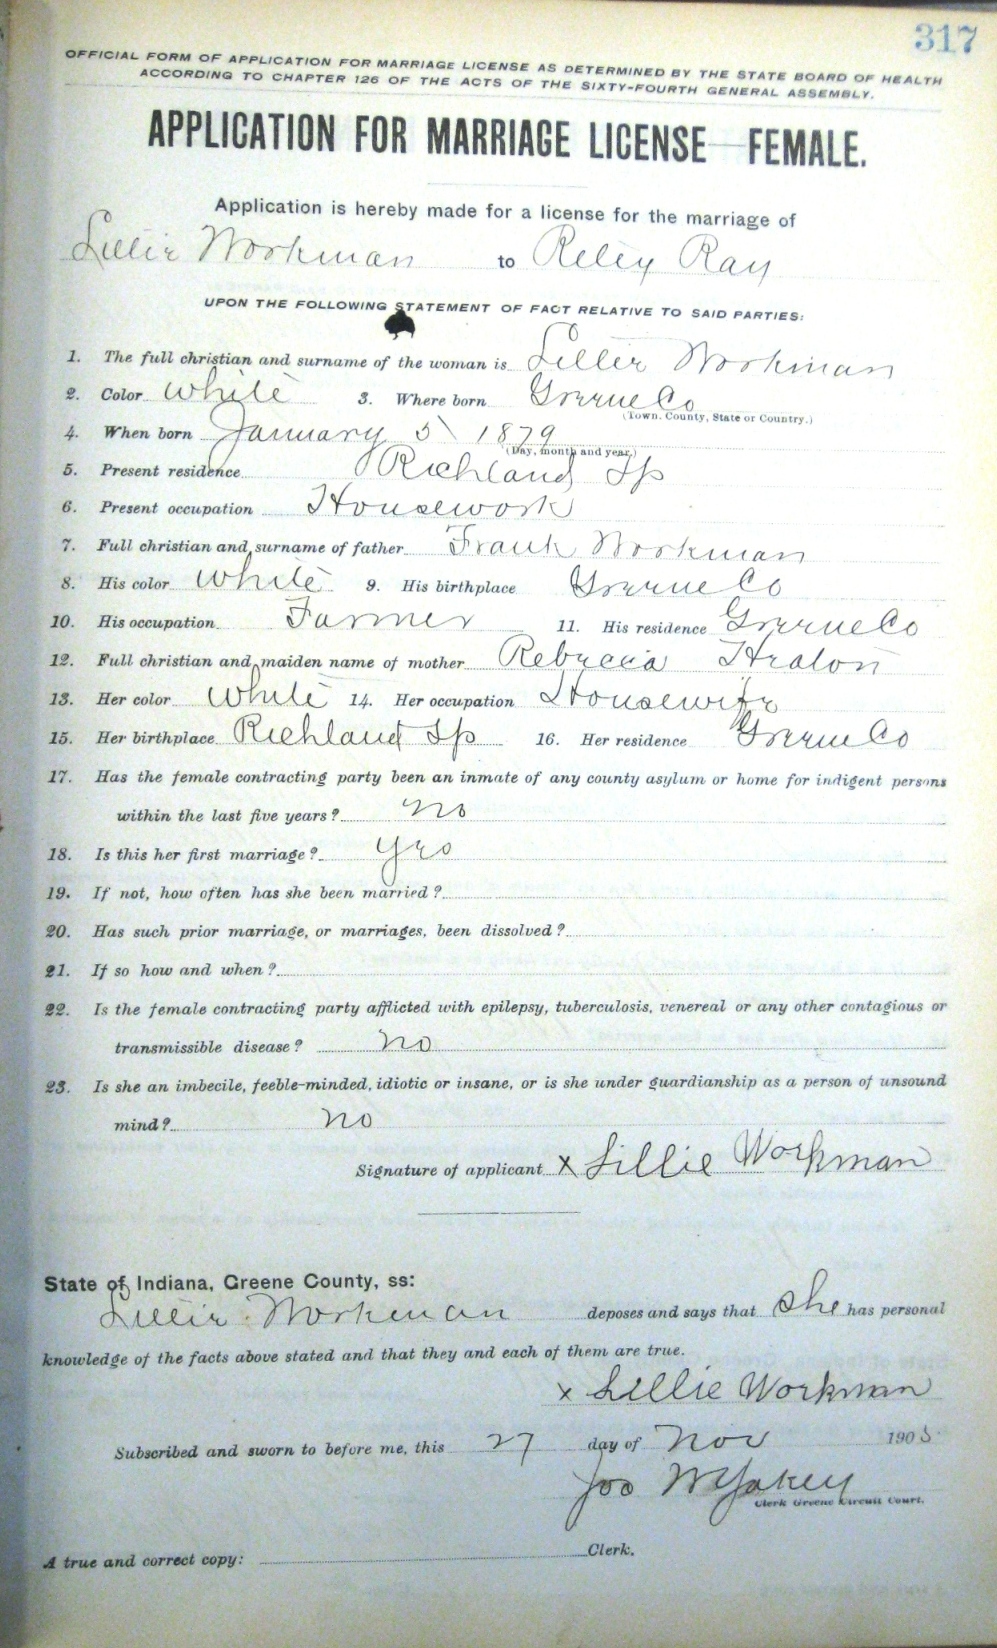 317
OFFICIAL FORM OF APPLICATION FOR MARRIAGE LICENSE AS DETERMINED BY THE STATE BOARD OF HEALTH
ACCORDING TO CHAPTER 126 OF THE ACTS OF THE SIXTY-FOURTH GENERAL ASSEMBLY.
APPLICATION FOR MARRIAGE LICENSE—FEMALE.
Application is hereby made for a license for the marriage of
Lillie Workman to Riley Ray
UPON THE FOLLOWING STATEMENT OF FACT RELATIVE TO SAID PARTIES:
1. The full christian and surname of the woman is Lillie Workman
2. Color White 3. Where born Greene Co
(Town, County, State or Country.)
4. When born January 5 1879
(Day, month and year.)
5. Present residence Richland Tp
6. Present occupation Housework
7. Full christian and surname of father Frank Workman
8. His color White 9. His birthplace Greene Co
10. His occupation Farmer 11. His residence Greene Co
12. Full christian and maiden name of mother Rebecca
13. Her color White 14. Her occupation Housewife
15. Her birthplace Richland Tp 16. Her residence Greene Co
17. Has the female contracting party been an inmate of any county asylum or home for indigent persons
within the last five years? no
18. Is this her first marriage? yes
19. If not, how often has she been married?
20. Has such prior marriage, or marriages, been dissolved?
21. If so how and when?
22. Is the female contracting party afflicted with epilepsy, tuberculosis, venereal or any other contagious or
transmissible disease? no
23. Is she an imbecile, feeble-minded, idiotic or insane, or is she under guardianship as a person of unsound
mind? no
Signature of applicant x Lillie Workman
State of Indiana, Greene County, ss:
Lillie Workman deposes and says that she has personal
knowledge of the facts above stated and that they and each of them are true.
x Lillie Workman
Subscribed and sworn to before me, this 27 day of Nov 1905
Joe W Yakey
Clerk Greene Circuit Court.
A true and correct copy: Clerk.